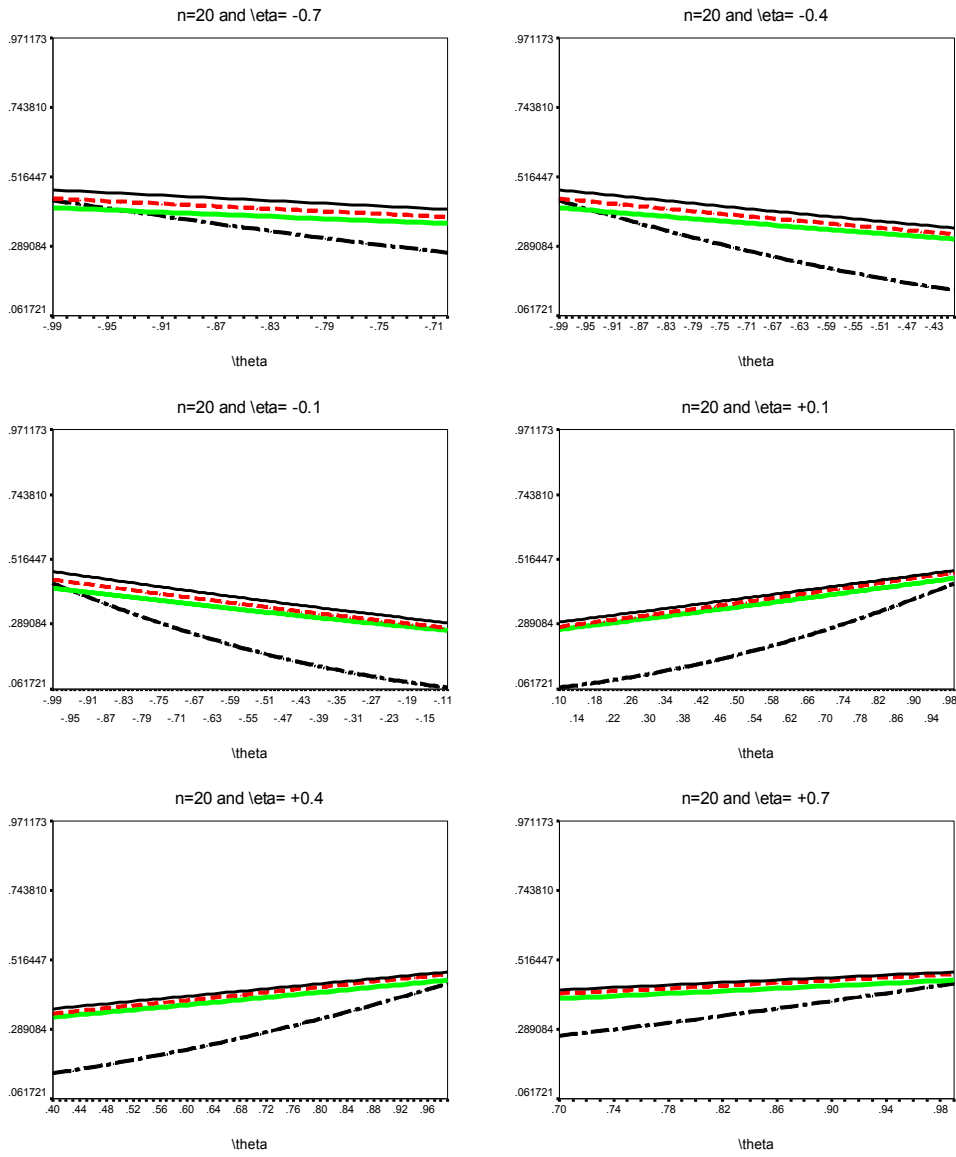 n=20 and \eta= -0.7
.971173
.743810
.516447
.289084
.061721
-.99 -.95 -.91 -.87 -.83 -.79 -.75 -.71
\theta
n=20 and \eta= -0.4
.971173
.743810
.516447
.289084
.061721
-.99 -.95 -.91 -.87 -.83 -.79 -.75 -.71 -.67 -.63 -.59 -.55 -.51 -.47 -.43
\theta
n=20 and \eta= -0.1
.971173
.743810
.516447
.289084
.061721
-.99 -.91 -.83 -.75 -.67 -.59 -.51 -.43 -.35 -.27 -.19 -.11
-.95 -.87 -.79 -.71 -.63 -.55 -.47 -.39 -.31 -.23 -.15
\theta
n=20 and \eta= +0.1
.971173
.743810
.516447
.289084
.061721
.10 .18 .26 .34 .42 .50 .58 .66 .74 .82 .90 .98
.14 .22 .30 .38 .46 .54 .62 .70 .78 .86 .94
\theta
n=20 and \eta= +0.4
.971173
.743810
.516447
.289084
.061721
.40 .44 .48 .52 .56 .60 .64 .68 .72 .76 .80 .84 .88 .92 .96
\theta
n=20 and \eta= +0.7
.971173
.743810
.516447
.289084
.061721
.70 .74 .78 .82 .86 .90 .94 .98
\theta